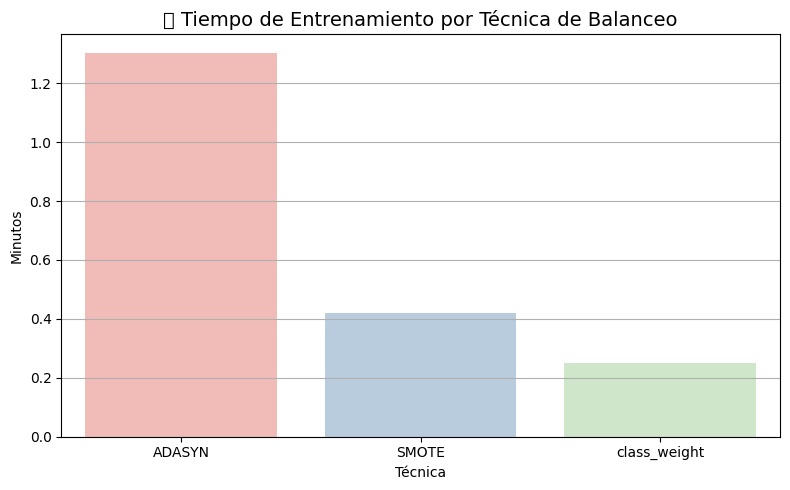 Tiempo de Entrenamiento por Técnica de Balanceo
Minutos
1.2
1.0
0.8
0.6
0.4
0.2
0.0
ADASYN SMOTE class_weight
Técnica